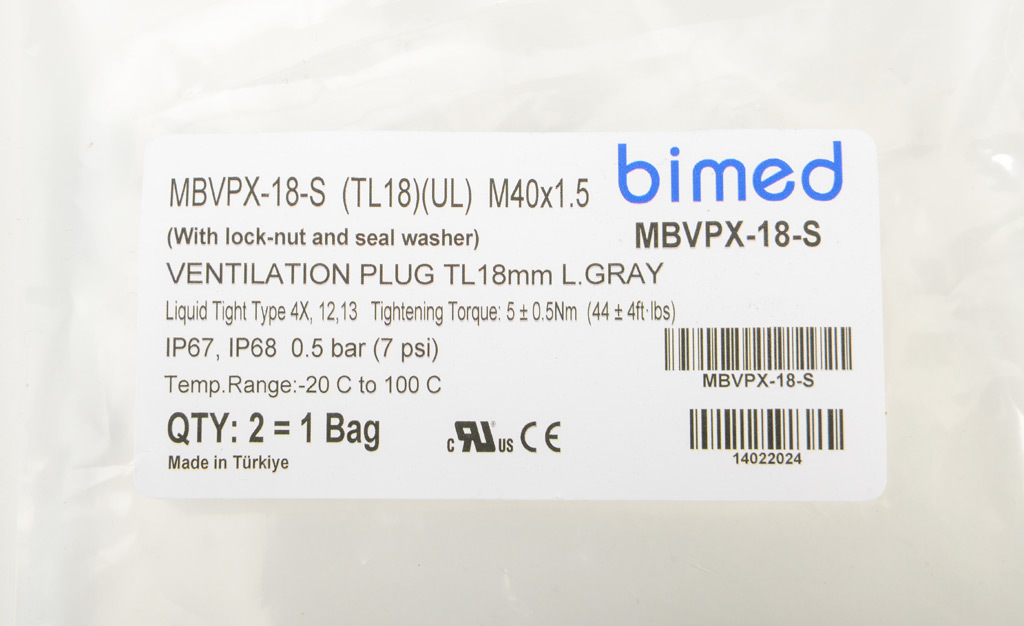 MBVPX-18-S (TL18)(UL) M40x1.5
bimed
(With lock-nut and seal washer)
MBVPX-18-S
VENTILATION PLUG TL18mm L.GRAY
Liquid Tight Type 4X, 12,13 Tightening Torque: 5 ± 0.5Nm (44 ± 4ft·lbs)
IP67, IP68 0.5 bar (7 psi)
MBVPX-18-S
Temp.Range:-20 C to 100 C
QTY: 2 = 1 Bag
c RU ® US CE
14022024
Made in Türkiye